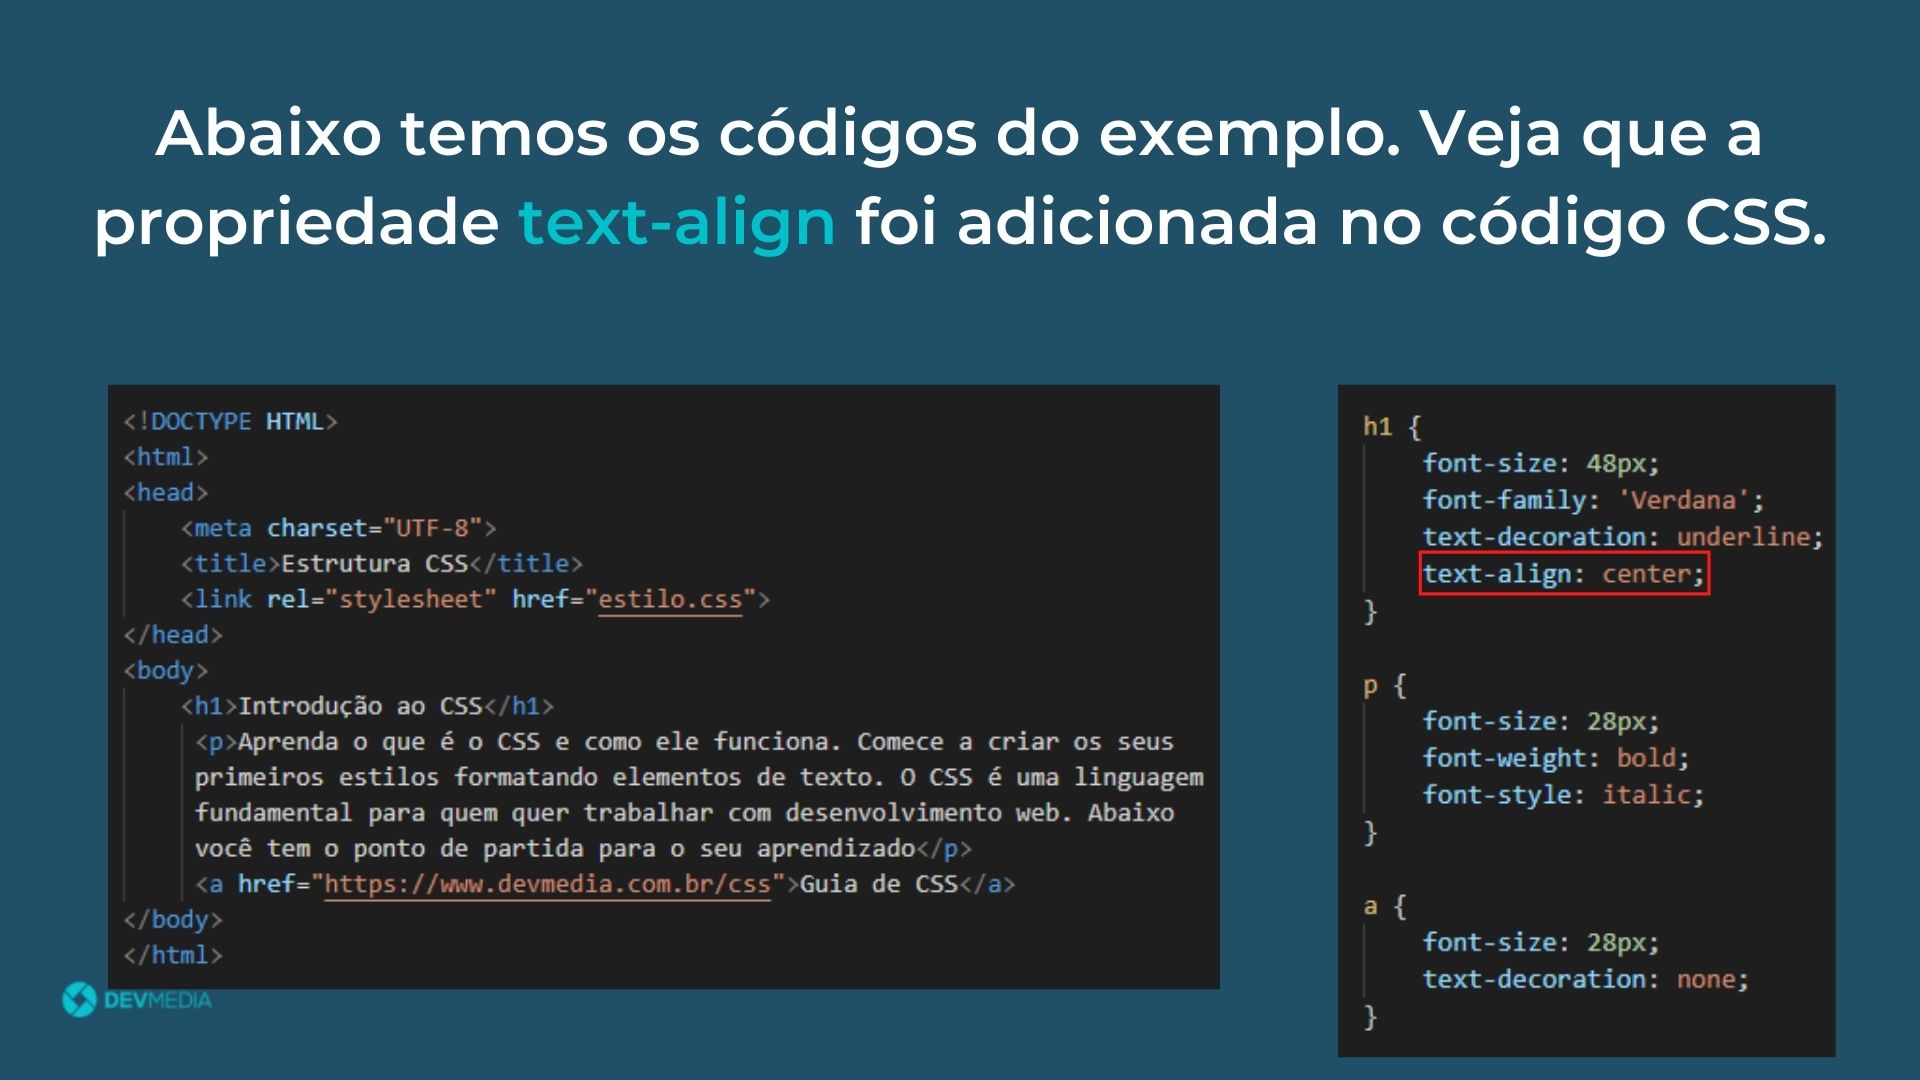 Abaixo temos os códigos do exemplo. Veja que a
propriedade text-align foi adicionada no código CSS.
<!DOCTYPE HTML>
<html>
<head>
    <meta charset="UTF-8">
    <title>Estrutura CSS</title>
    <link rel="stylesheet" href="estilo.css">
</head>
<body>
    <h1>Introdução ao CSS</h1>
     <p>Aprenda o que é o CSS e como ele funciona. Comece a criar os seus
     primeiros estilos formatando elementos de texto. O CSS é uma linguagem
     fundamental para quem quer trabalhar com desenvolvimento web. Abaixo
     você tem o ponto de partida para o seu aprendizado</p>
     <a href="https://www.devmedia.com.br/css">Guia de CSS</a>
</body>
</html>
h1 {
    font-size: 48px;
    font-family: 'Verdana';
    text-decoration: underline;
    text-align: center;
}
p {
    font-size: 28px;
    font-weight: bold;
    font-style: italic;
}
a {
    font-size: 28px;
    text-decoration: none;
}
DEVMEDIA